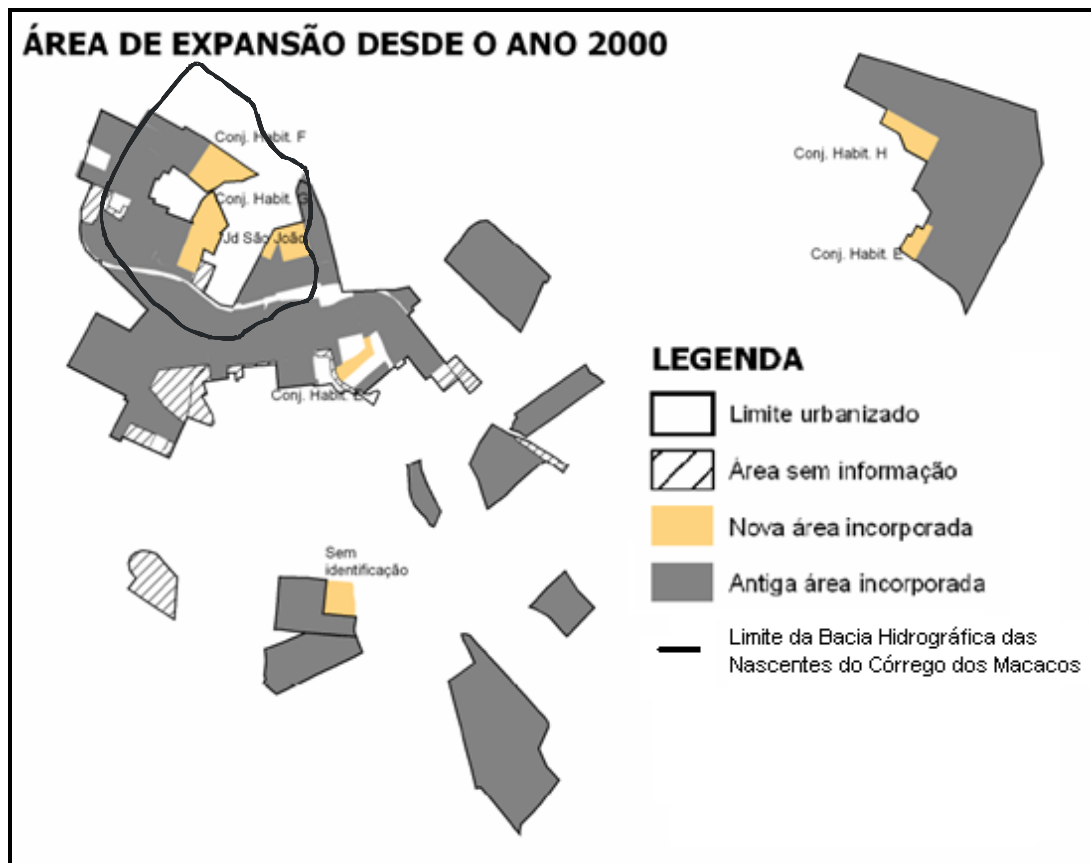 ÁREA DE EXPANSÃO DESDE O ANO 2000
Conj. Habit. F
Conj. Habit. G
Jd São João
Conj. Habit. H
Conj. Habit. E
Conj. Habit.
Sem
identificação
LEGENDA
Limite urbanizado
Área sem informação
Nova área incorporada
Antiga área incorporada
Limite da Bacia Hidrográfica das
Nascentes do Córrego dos Macacos